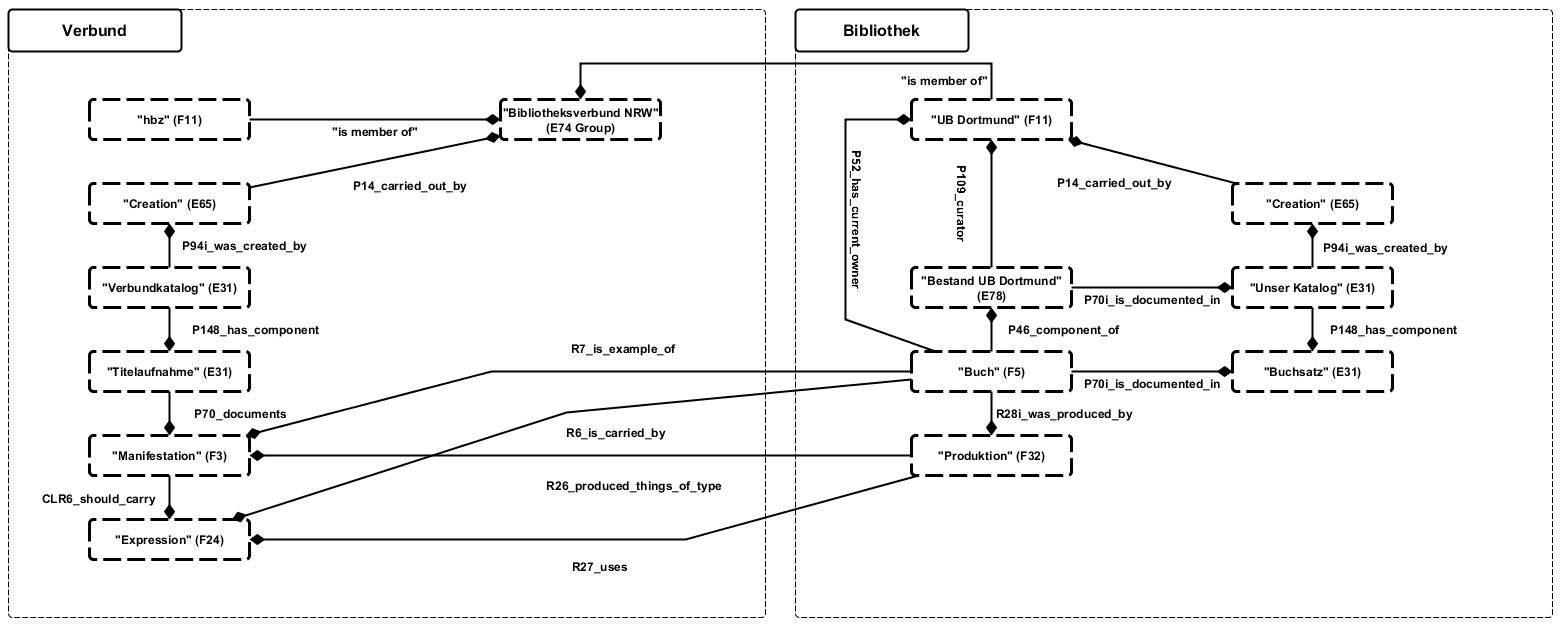 Verbund
Bibliothek
"is member of"
"hbz" (F11)
"is member of"
"Bibliotheksverbund NRW"
(E74 Group)
"UB Dortmund" (F11)
P14_carried_out_by
P52_has_current_owner
P109_curator
P14_carried_out_by
"Creation" (E65)
"Creation" (E65)
P94i_was_created_by
P94i_was_created_by
"Verbundkatalog" (E31)
"Bestand UB Dortmund"
(E78)
P70i_is_documented_in
"Unser Katalog" (E31)
P148_has_component
P46_component_of
P148_has_component
R7_is_example_of
"Titelaufnahme" (E31)
"Buch" (F5)
P70i_is_documented_in
"Buchsatz" (E31)
P70_documents
R28i_was_produced_by
R6_is_carried_by
"Manifestation" (F3)
"Produktion" (F32)
R26_produced_things_of_type
CLR6_should_carry
"Expression" (F24)
R27_uses